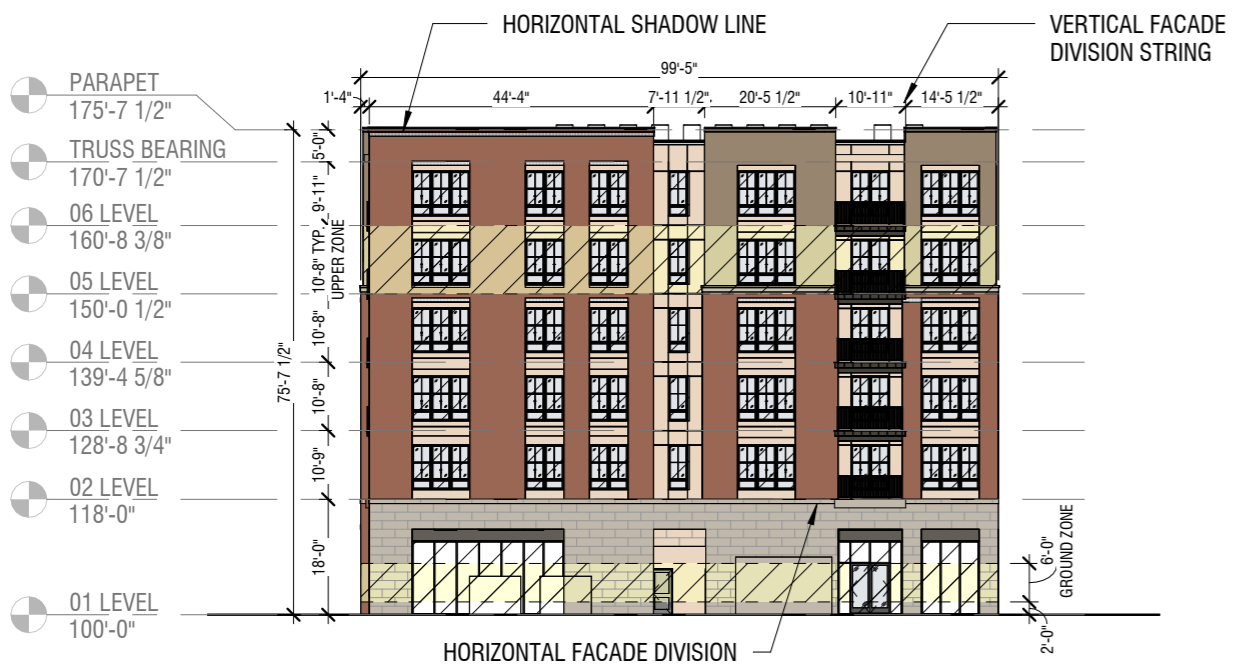 HORIZONTAL SHADOW LINE
VERTICAL FACADE
DIVISION STRING
99'-5"
1'-4"
44'-4"
7'-11 1/2"
20'-5 1/2"
10'-11"
14'-5 1/2"
PARAPET
175'-7 1/2"
TRUSS BEARING
170'-7 1/2"
06 LEVEL
160'-8 3/8"
05 LEVEL
150'-0 1/2"
04 LEVEL
139'-4 5/8"
03 LEVEL
128'-8 3/4"
02 LEVEL
118'-0"
01 LEVEL
100'-0"
75'-7 1/2"
5'-0"
9'-11"
10'-8" TYP.
UPPER ZONE
10'-8"
10'-8"
10'-9"
18'-0"
6'-0"
GROUND ZONE
2'-0"
HORIZONTAL FACADE DIVISION